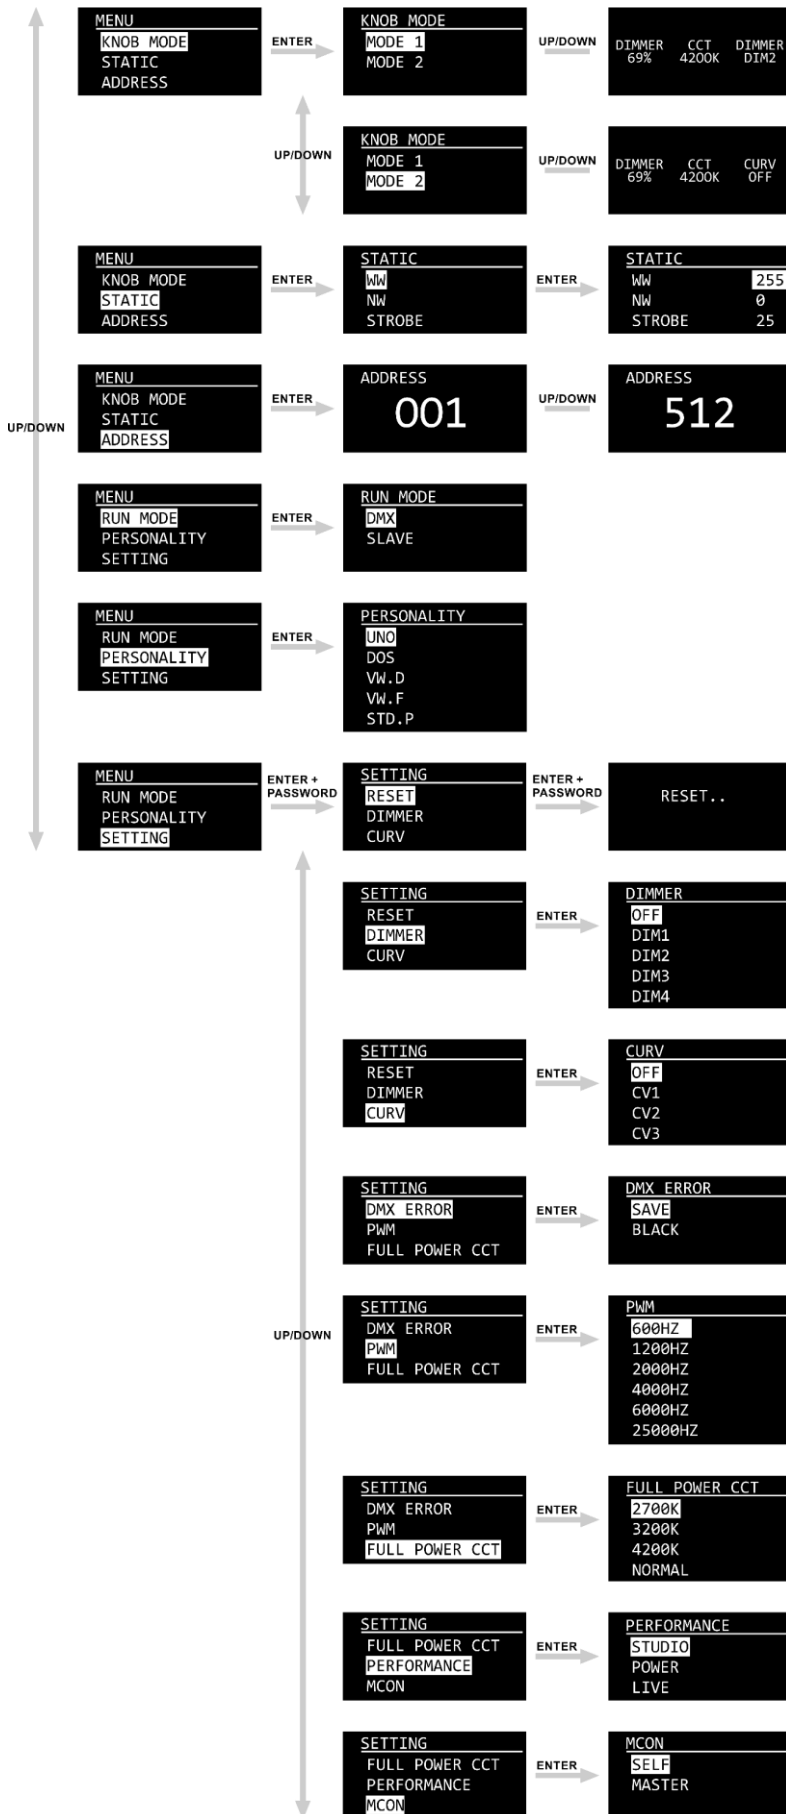 MENU
KNOB MODE
STATIC
ADDRESS
ENTER
KNOB MODE
MODE 1
MODE 2
UP/DOWN
DIMMER CCT DIMMER
69% 4200K DIM2
UP/DOWN
KNOB MODE
MODE 1
MODE 2
UP/DOWN
DIMMER CCT CURV
69% 4200K OFF
MENU
KNOB MODE
STATIC
ADDRESS
ENTER
STATIC
WW
NW
STROBE
ENTER
STATIC
WW 255
NW 0
STROBE 25
UP/DOWN
MENU
KNOB MODE
STATIC
ADDRESS
ENTER
ADDRESS
001
UP/DOWN
ADDRESS
512
MENU
RUN MODE
PERSONALITY
SETTING
ENTER
RUN MODE
DMX
SLAVE
MENU
RUN MODE
PERSONALITY
SETTING
ENTER
PERSONALITY
UNO
DOS
VW.D
VW.F
STD.P
MENU
RUN MODE
PERSONALITY
SETTING
ENTER +
PASSWORD
SETTING
RESET
DIMMER
CURV
ENTER +
PASSWORD
RESET..
SETTING
RESET
DIMMER
CURV
ENTER
DIMMER
OFF
DIM1
DIM2
DIM3
DIM4
SETTING
RESET
DIMMER
CURV
ENTER
CURV
OFF
CV1
CV2
CV3
SETTING
DMX ERROR
PWM
FULL POWER CCT
ENTER
DMX ERROR
SAVE
BLACK
UP/DOWN
SETTING
DMX ERROR
PWM
FULL POWER CCT
ENTER
PWM
600HZ
1200HZ
2000HZ
4000HZ
6000HZ
25000HZ
SETTING
DMX ERROR
PWM
FULL POWER CCT
ENTER
FULL POWER CCT
2700K
3200K
4200K
NORMAL
SETTING
FULL POWER CCT
PERFORMANCE
MCON
ENTER
PERFORMANCE
STUDIO
POWER
LIVE
SETTING
FULL POWER CCT
PERFORMANCE
MCON
ENTER
MCON
SELF
MASTER